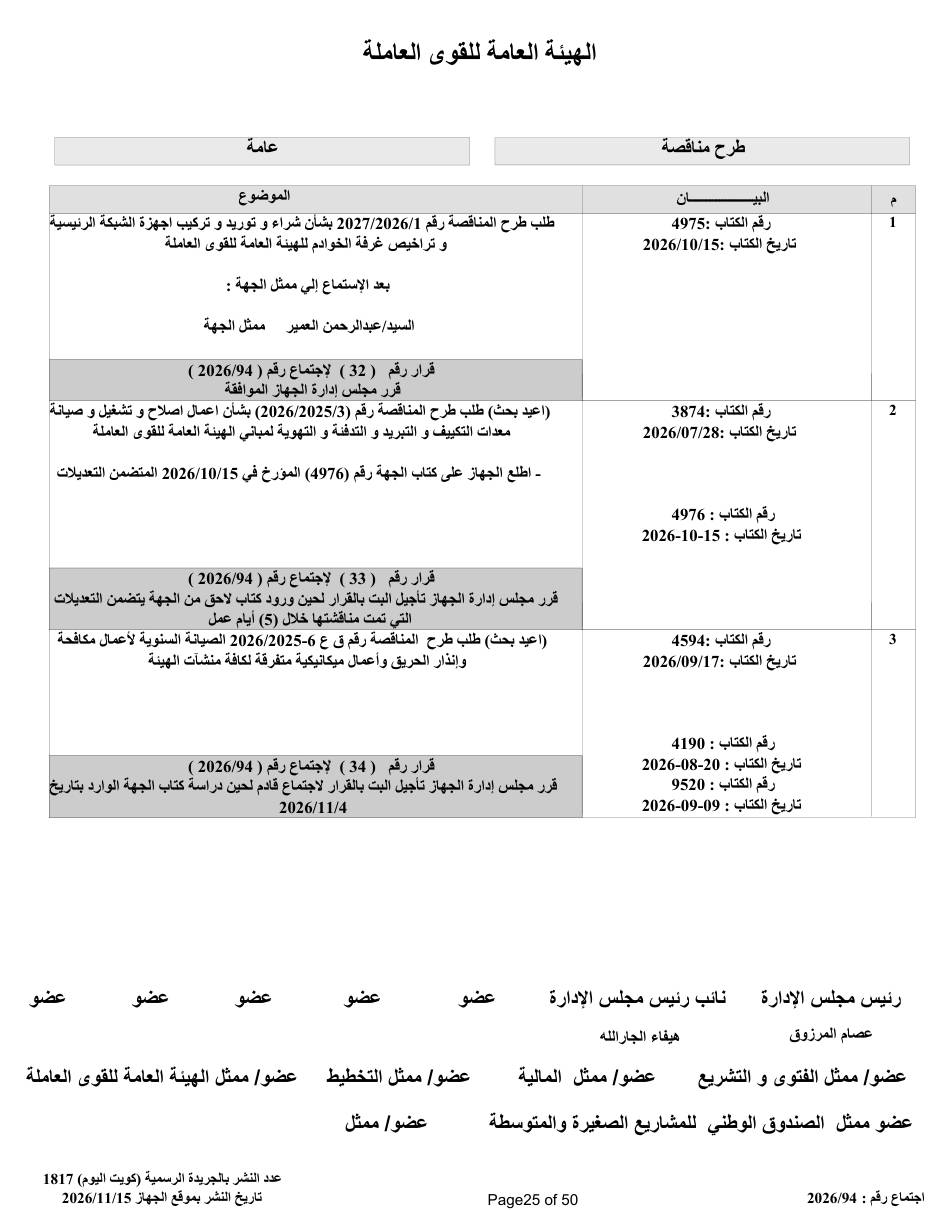 الهيئة العامة للقوى العاملة
طرح مناقصة
عامة
م
البيـــــــــــــــان
الموضوع
1
رقم الكتاب :4975
تاريخ الكتاب :2026/10/15
طلب طرح المناقصة رقم 2027/2026/1 بشأن شراء و توريد و تركيب اجهزة الشبكة الرئيسية
و تراخيص غرفة الخوادم للهيئة العامة للقوى العاملة
بعد الإستماع إلي ممثل الجهة :
السيد/عبدالرحمن العمير ممثل الجهة
قرار رقم ( 32 ) لإجتماع رقم ( 2026/94 )
قرر مجلس إدارة الجهاز الموافقة
2
رقم الكتاب :3874
تاريخ الكتاب :2026/07/28
رقم الكتاب : 4976
تاريخ الكتاب : 15-10-2026
(اعيد بحث) طلب طرح المناقصة رقم (2026/2025/3) بشأن اعمال اصلاح و تشغيل و صيانة
معدات التكييف و التبريد و التدفئة و التهوية لمباني الهيئة العامة للقوى العاملة
- اطلع الجهاز على كتاب الجهة رقم (4976) المؤرخ في 2026/10/15 المتضمن التعديلات
قرار رقم ( 33 ) لإجتماع رقم ( 2026/94 )
قرر مجلس إدارة الجهاز تأجيل البت بالقرار لحين ورود كتاب لاحق من الجهة يتضمن التعديلات
التي تمت مناقشتها خلال (5) أيام عمل
3
رقم الكتاب :4594
تاريخ الكتاب :2026/09/17
رقم الكتاب : 4190
تاريخ الكتاب : 20-08-2026
رقم الكتاب : 9520
تاريخ الكتاب : 09-09-2026
(اعيد بحث) طلب طرح المناقصة رقم ق ع 6-2026/2025 الصيانة السنوية لأعمال مكافحة
وإنذار الحريق وأعمال ميكانيكية متفرقة لكافة منشآت الهيئة
قرار رقم ( 34 ) لإجتماع رقم ( 2026/94 )
قرر مجلس إدارة الجهاز تأجيل البت بالقرار لاجتماع قادم لحين دراسة كتاب الجهة الوارد بتاريخ
2026/11/4
رئيس مجلس الإدارة نائب رئيس مجلس الإدارة عضو عضو عضو عضو عضو
عصام المرزوق هيفاء الجارالله
عضو/ ممثل الفتوى و التشريع عضو/ ممثل المالية عضو/ ممثل التخطيط عضو/ ممثل الهيئة العامة للقوى العاملة
عضو ممثل الصندوق الوطني للمشاريع الصغيرة والمتوسطة عضو/ ممثل
عدد النشر بالجريدة الرسمية (كويت اليوم) 1817
اجتماع رقم : 2026/94 Page25 of 50 تاريخ النشر بموقع الجهاز 2026/11/15